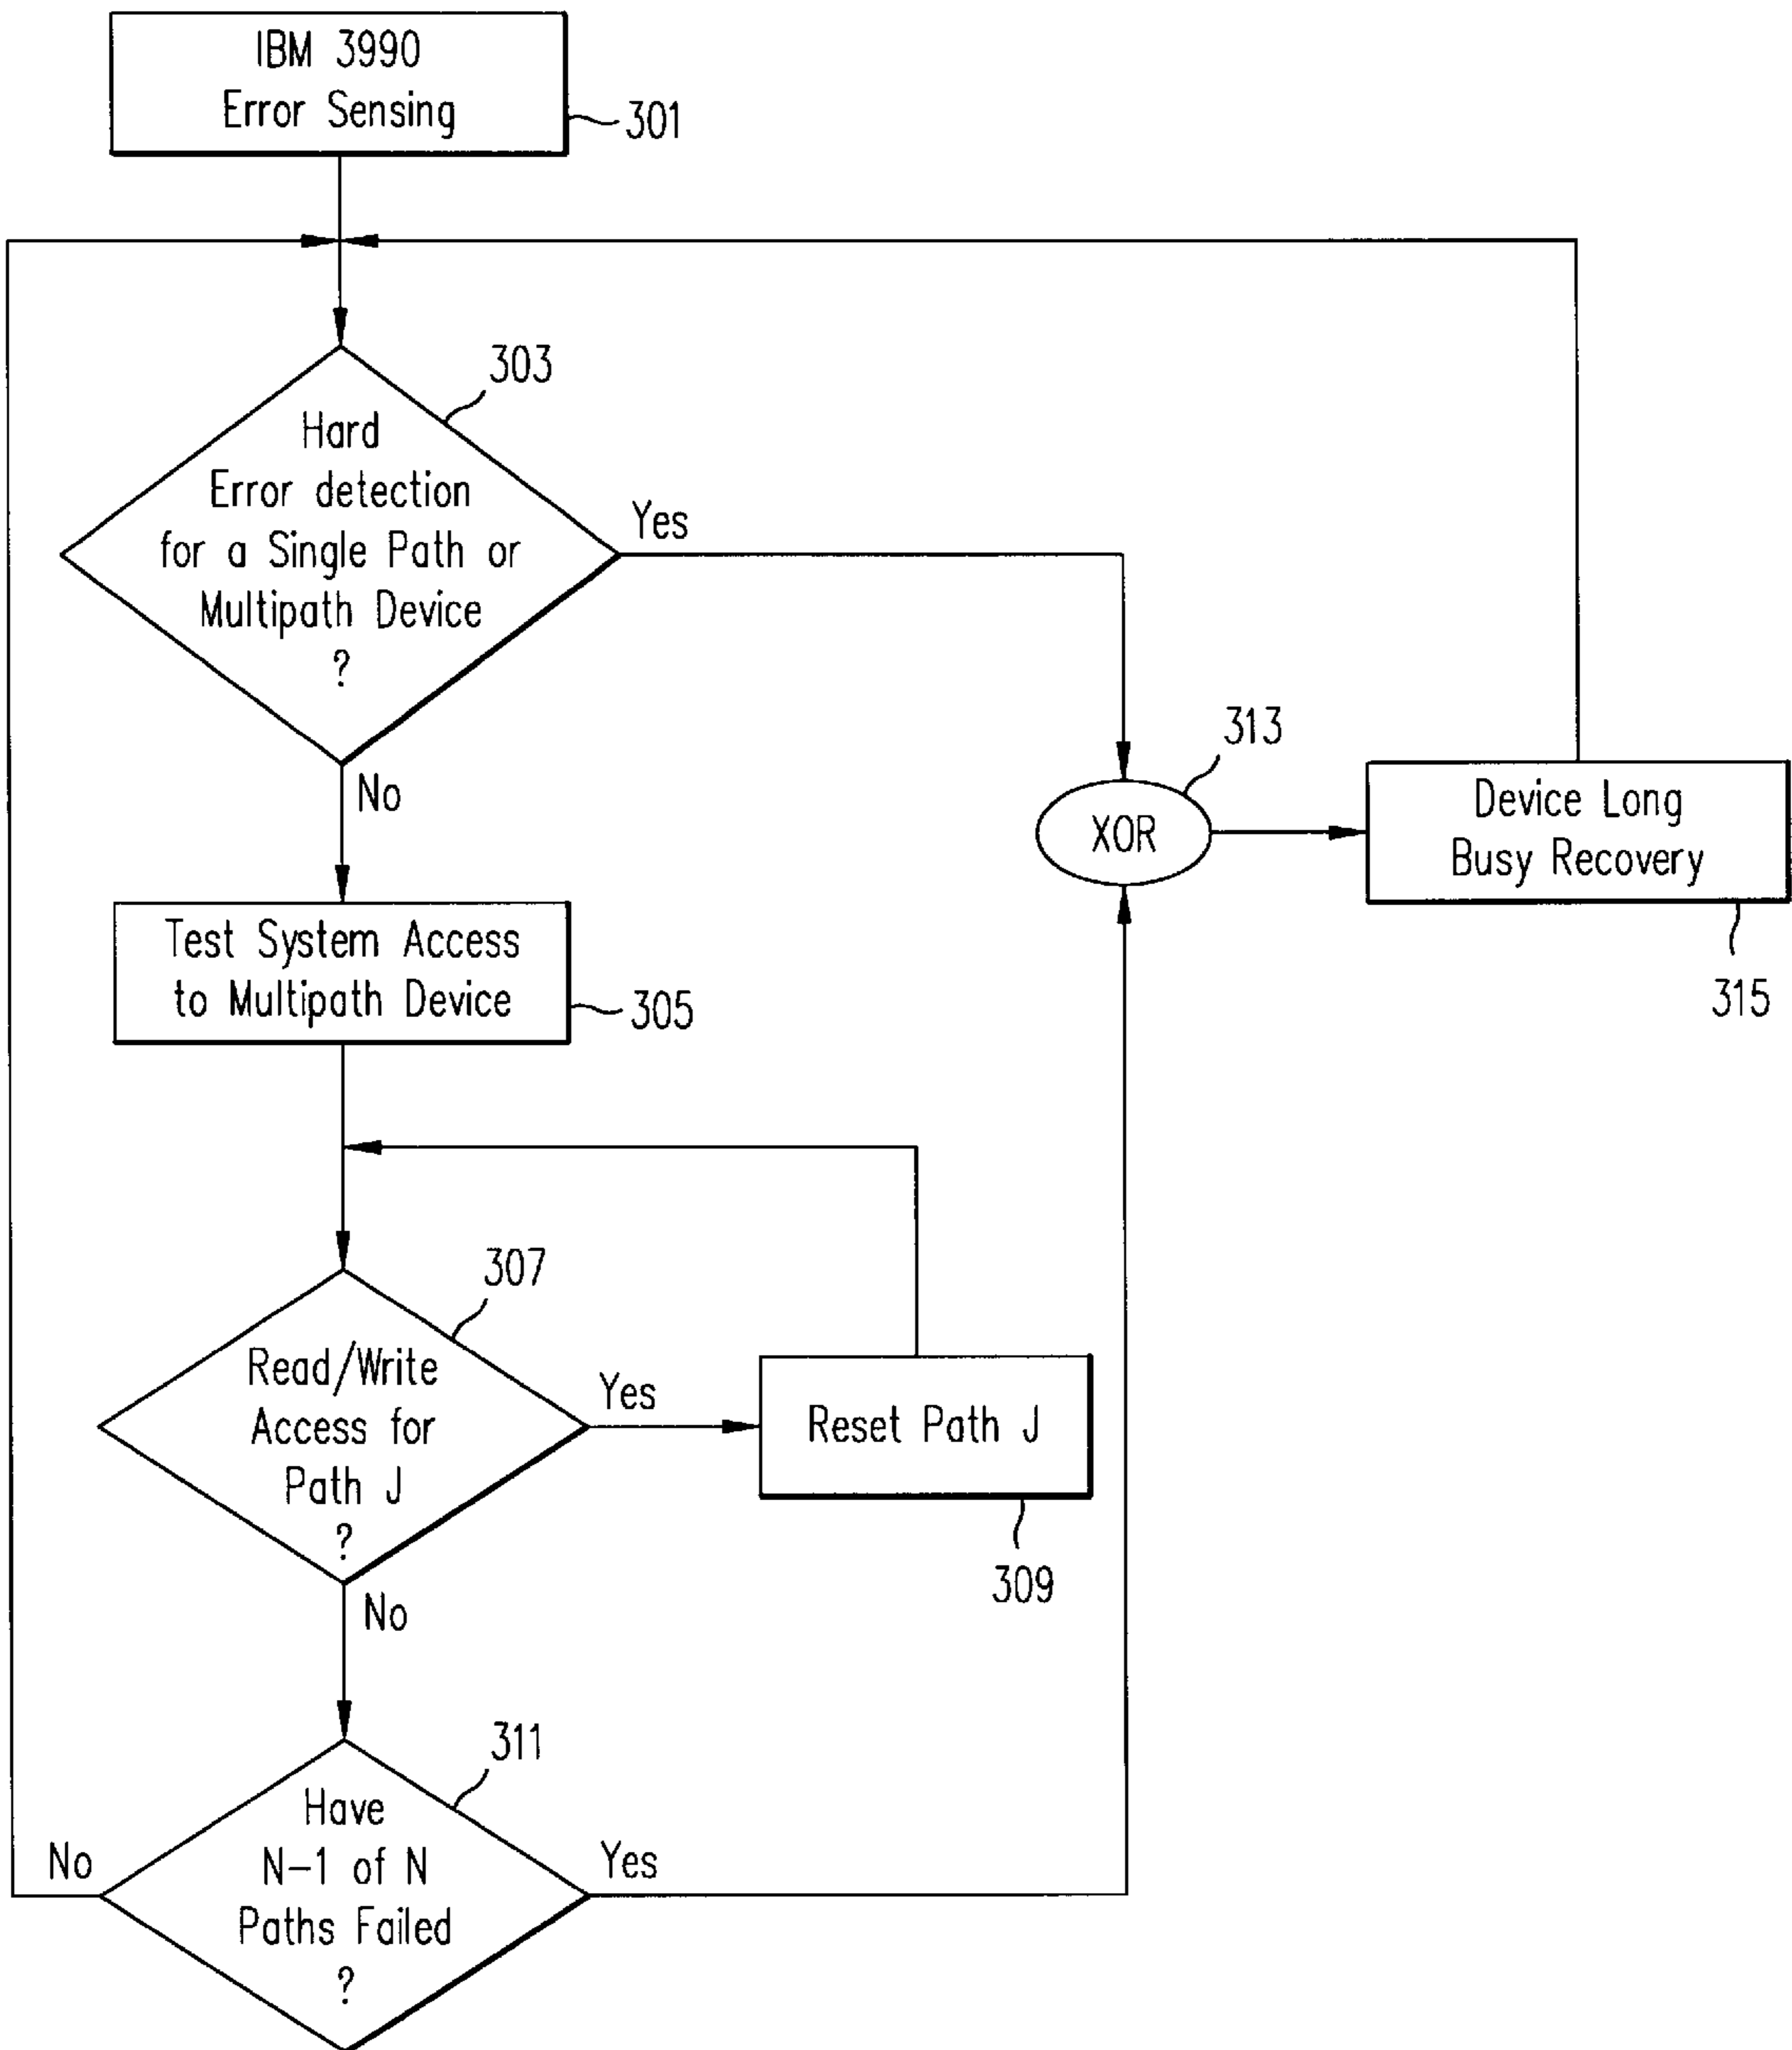 IBM 3990
Error Sensing
301
303
Hard
Error detection
for a Single Path or
Multipath Device
?
Yes
No
313
XOR
Device Long
Busy Recovery
315
Test System Access
to Multipath Device
305
307
Read/Write
Access for
Path J
?
Yes
Reset Path J
309
No
311
Have
N-1 of N
Paths Failed
?
No
Yes